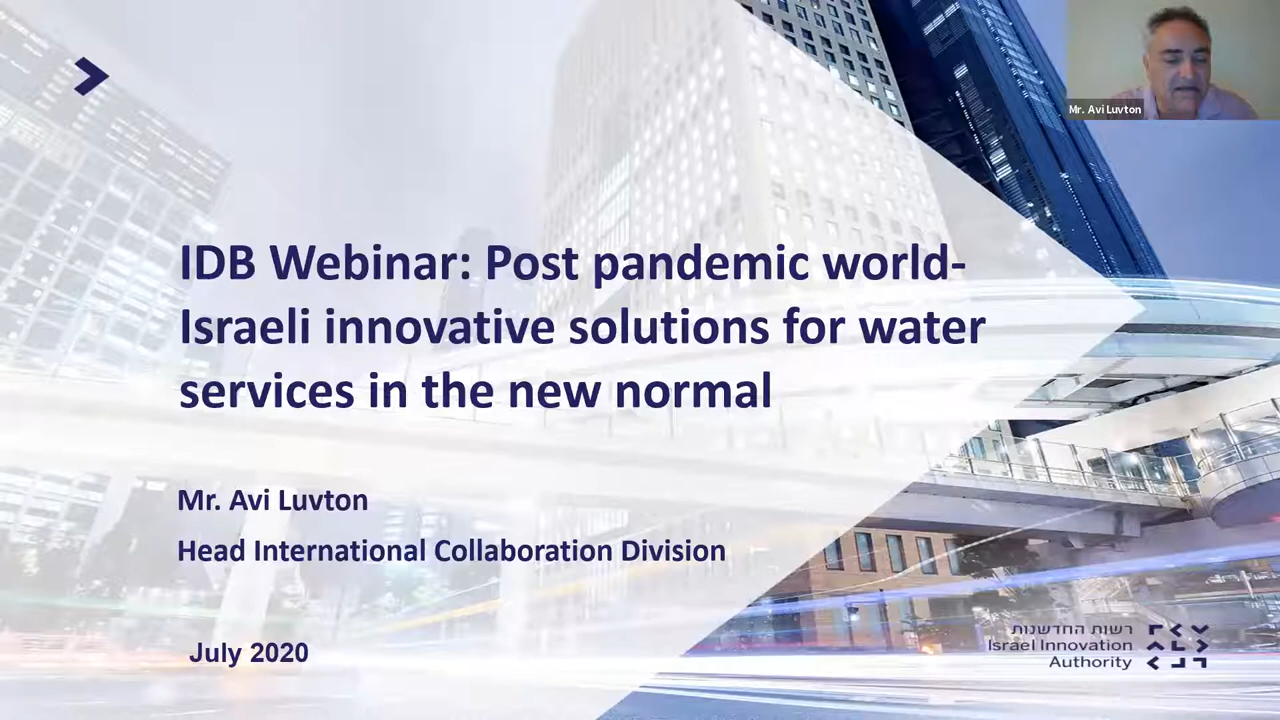 Mr. Avi Luvton
IDB Webinar: Post pandemic world-
Israeli innovative solutions for water
services in the new normal
Mr. Avi Luvton
Head International Collaboration Division
July 2020
רשות החדשנות
Israel Innovation
Authority